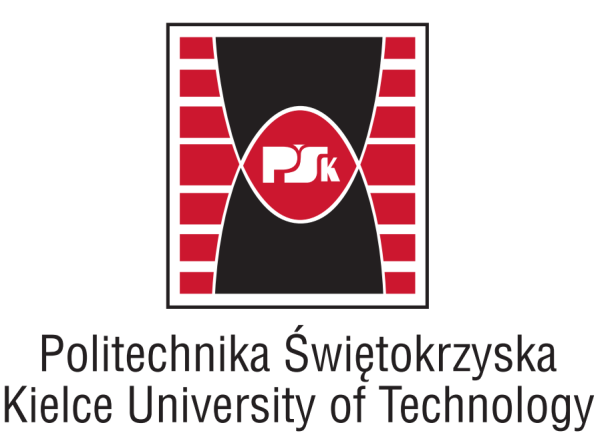 PŚk
Politechnika Świętokrzyska
Kielce University of Technology